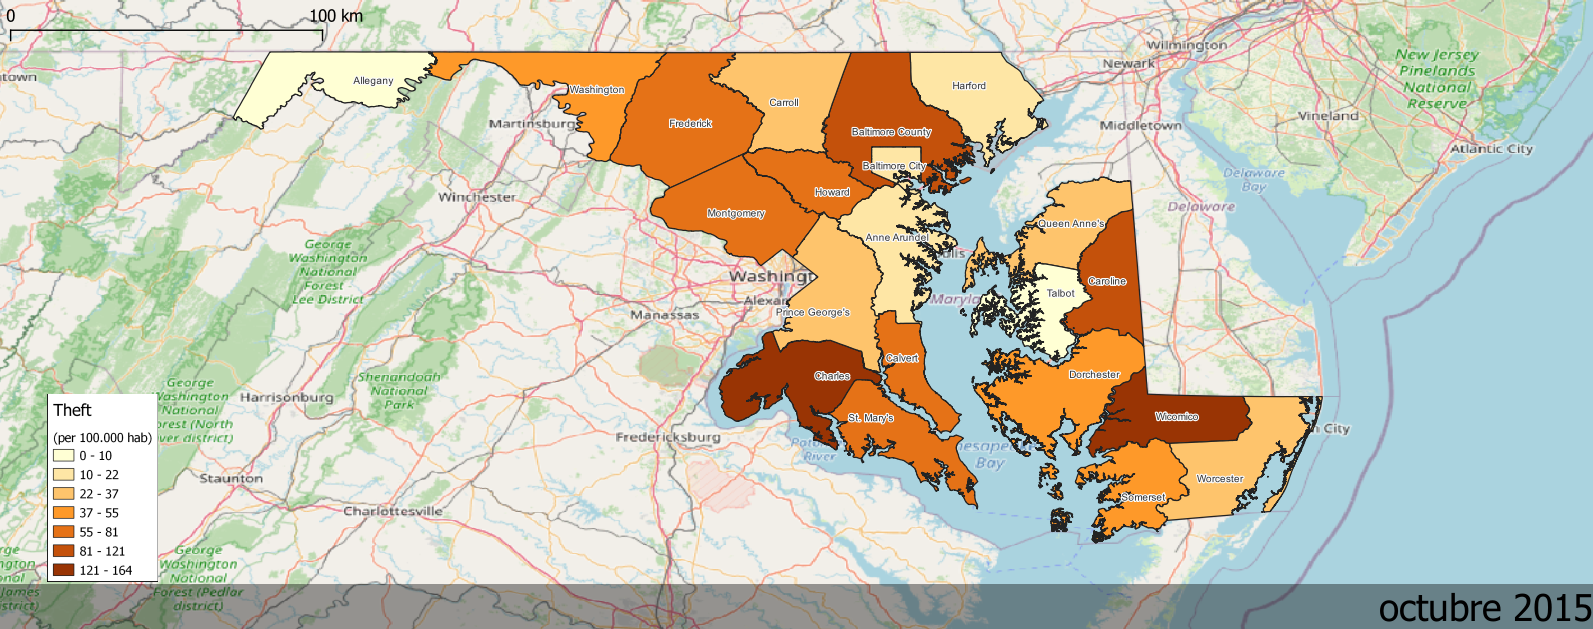 0 100 km
Wilmington
New Jersey
Pinelands
National
Reserve
Newark
town
Allegany
Washington
Carroll
Harford
Vineland
Martinsburg
Frederick
Baltimore County
Middletown
Atlantic City
Baltimore City
Delaware
Bay
Winchester
Howard
Delaware
Montgomery
Queen Anne's
Anne Arundel
George
Washington
National
Forest
Lee District
Washingt
Caroline
Talbot
Alexan
Maryla
Manassas
Prince George's
Calvert
Charles
Dorchester
Shenandoah
National
Park
George
Washington
National
orest (North
ver district)
Harrisonburg
St. Mary's
Wicomico
City
Fredericksburg
Bay
River
Theft
(per 100.000 hab)
0 - 10
10 - 22
22 - 37
37 - 55
55 - 81
81 - 121
121 - 164
Staunton
Worcester
Somerset
Charlottesville
George
Washington
National
Forest (Pedlar
district)
octubre 2015